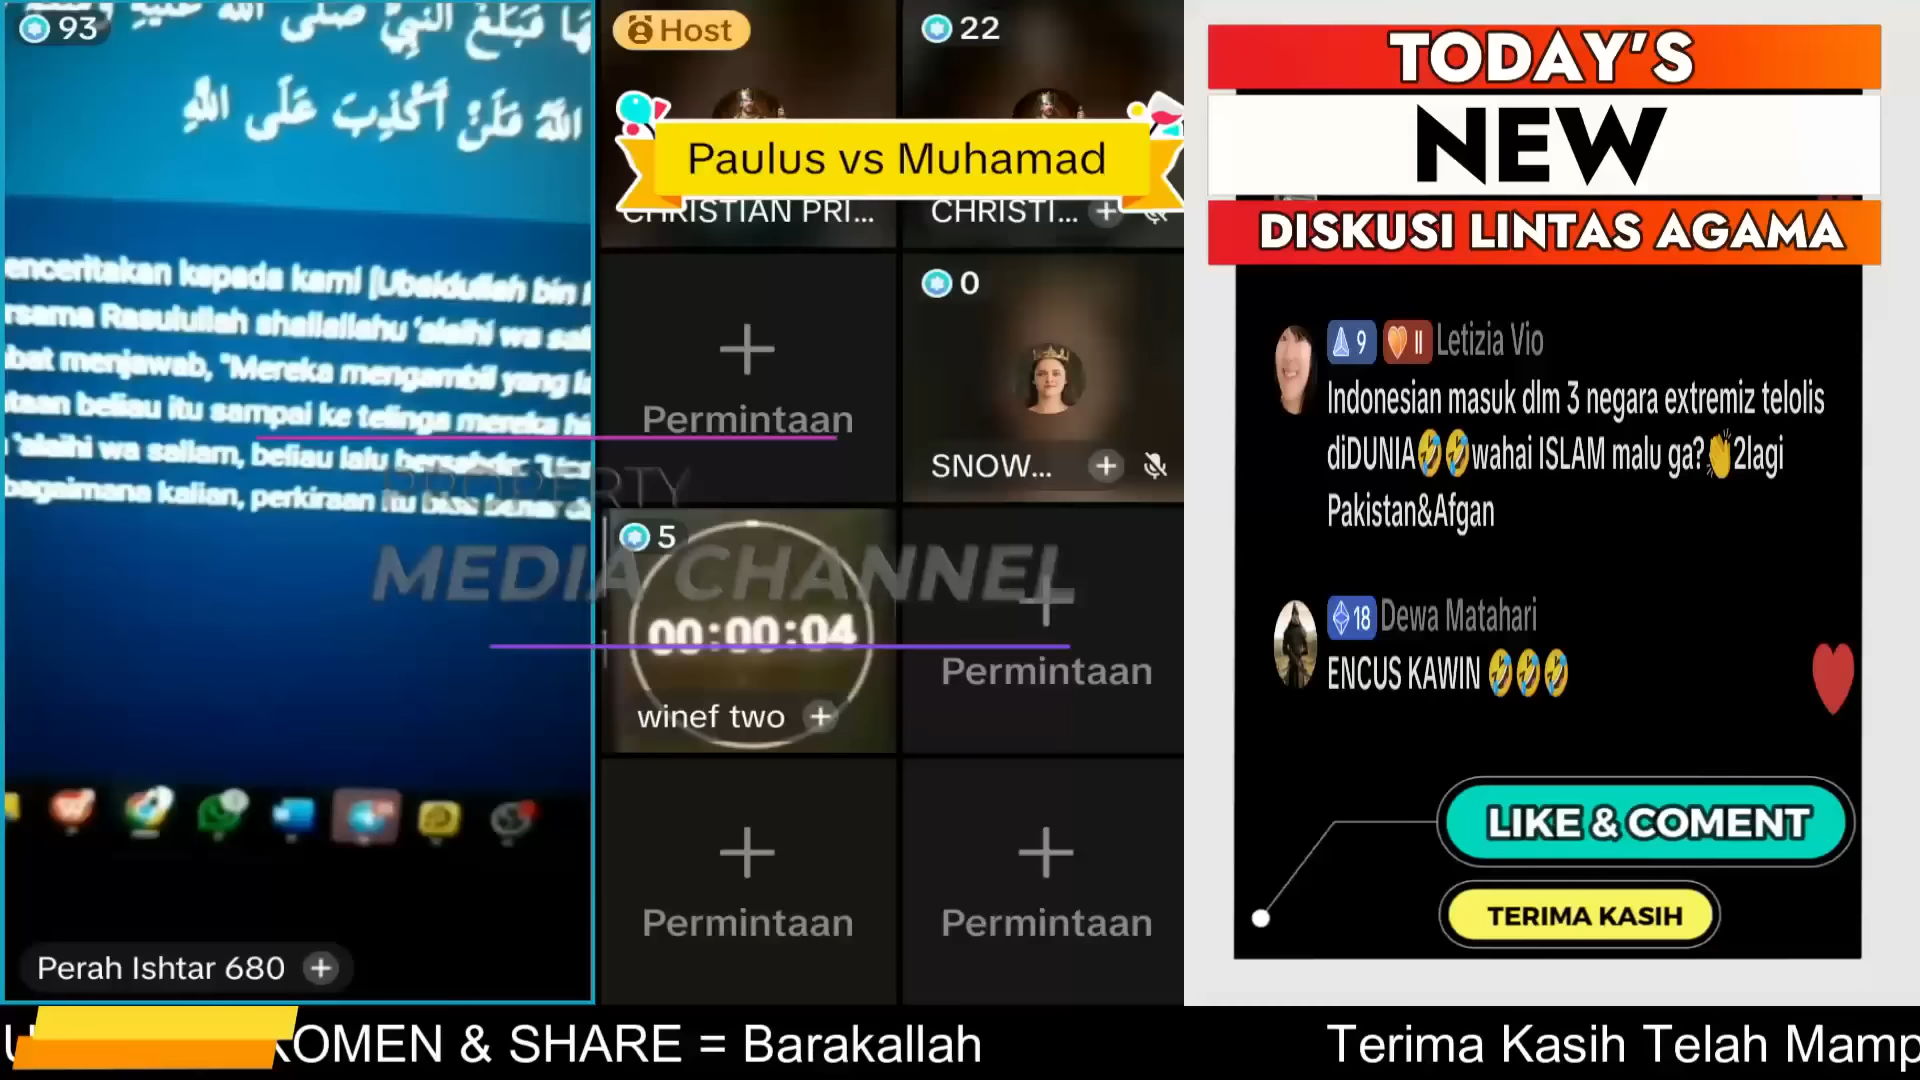 93
اللهُ فَلَنْ أَكْذِبَ عَلَى اللهِ
enceritakan kepada kami [Ubaidullah bin
rsama Rasulullah shallallahu 'alaihi wa sal
bat menjawab, "Mereka mengambil yang la
taan beliau itu sampai ke telinga mereka
'alaihi wa sallam, beliau lalu bersabda:
bagaimana kalian, perkiraan itu bisa benar
Perah Ishtar 680
Host
22
Paulus vs Muhamad
CHRISTIAN PRI...
CHRISTI...
Permintaan
0
SNOW...
PROPERTY
MEDIA CHANNEL
5
00:00:04
winef two
Permintaan
Permintaan
Permintaan
TODAY'S
NEW
DISKUSI LINTAS AGAMA
9 II Letizia Vio
Indonesian masuk dlm 3 negara extremiz telolis
diDUNIA🤣🤣wahai ISLAM malu ga?👏2lagi
Pakistan&Afgan
18 Dewa Matahari
ENCUS KAWIN 🤣🤣🤣
LIKE & COMENT
TERIMA KASIH
KOMEN & SHARE = Barakallah
Terima Kasih Telah Mamp